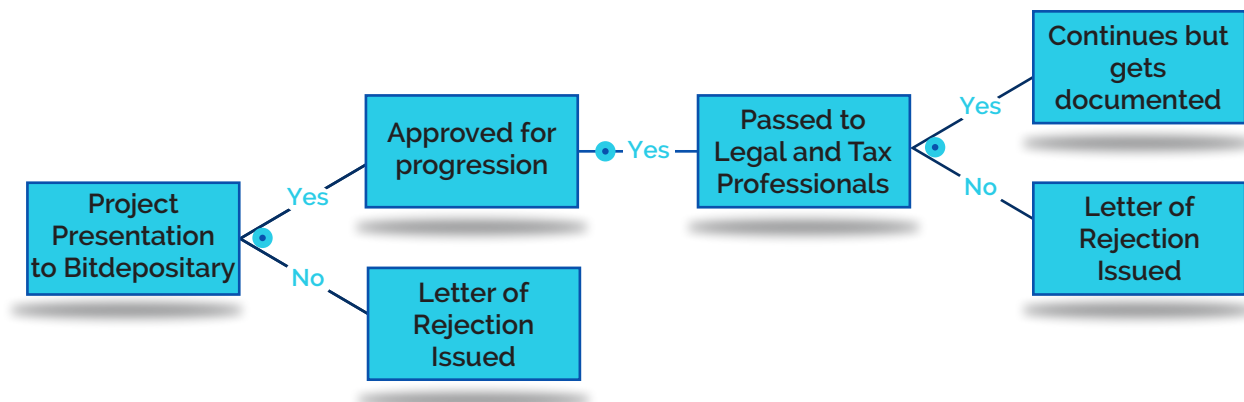 Project
Presentation
to Bitdepositary
Yes
No
Approved for
progression
Letter of
Rejection
Issued
Yes
Passed to
Legal and Tax
Professionals
Yes
No
Continues but
gets
documented
Letter of
Rejection
Issued